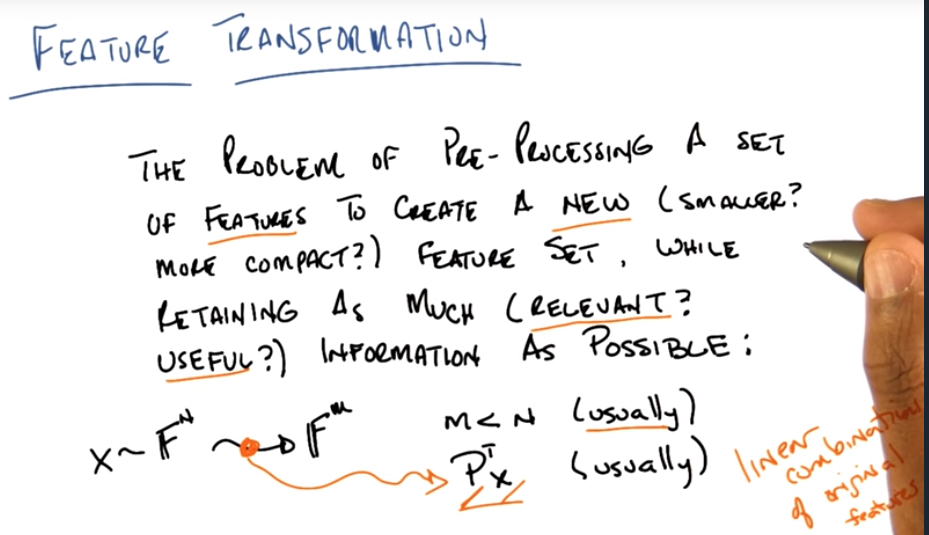 FEATURE TRANSFORMATION
THE PROBLEM OF PRE-PROCESSING A SET
OF FEATURES TO CREATE A NEW (SMALLER?
MORE COMPACT?) FEATURE SET, WHILE
RETAINING AS MUCH (RELEVANT?
USEFUL?) INFORMATION AS POSSIBLE:
x ~ F^N → F^M   M < N (usually)
P^T x (usually)
linear
combination
of original
features